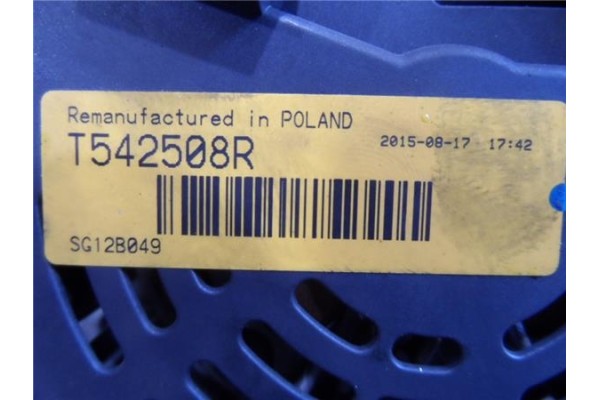 Remanufactured in POLAND
T542508R
2015-08-17 17:42
SG12B049